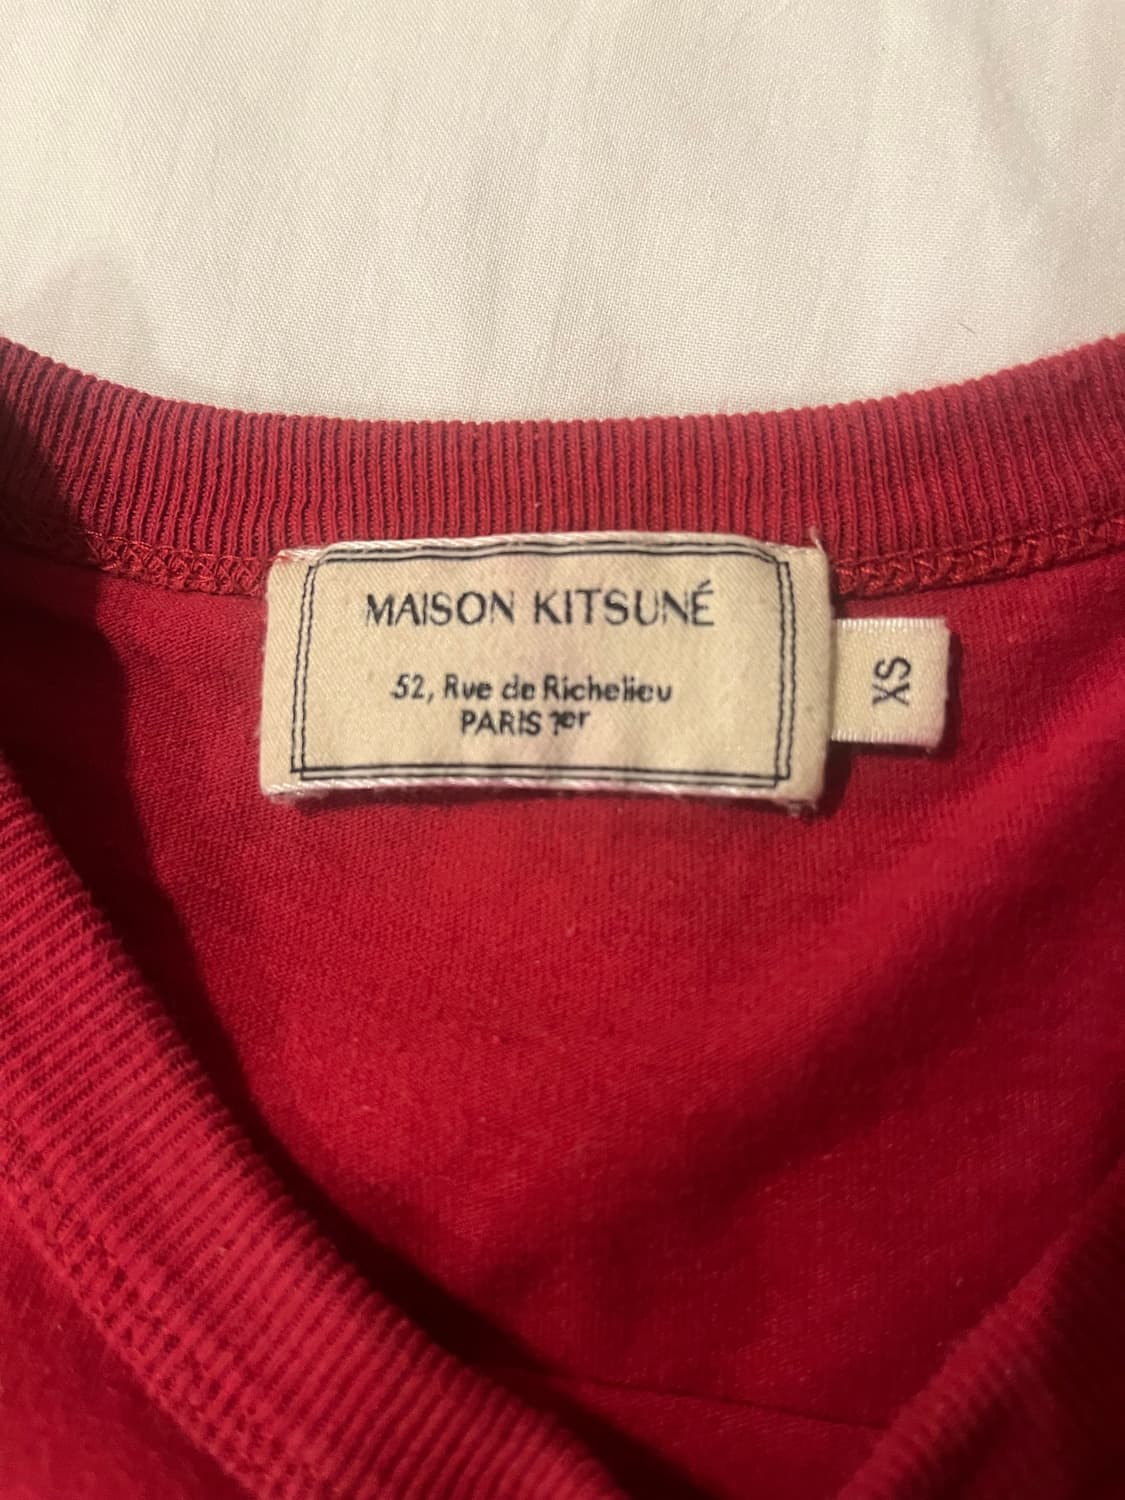 MAISON KITSUNÉ
52, Rue de Richelieu
PARIS 1er
XS